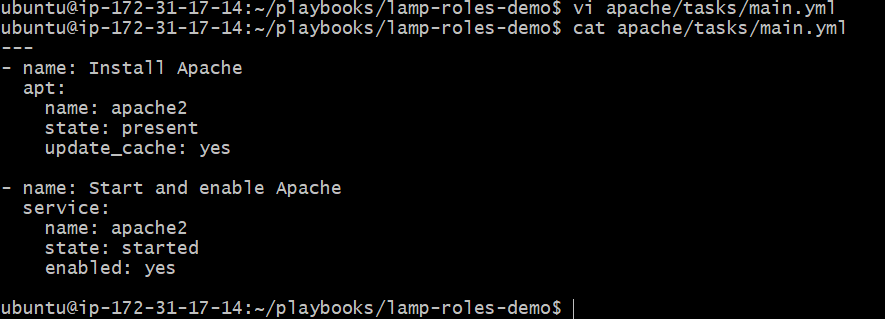 ubuntu@ip-172-31-17-14:~/playbooks/lamp-roles-demo$ vi apache/tasks/main.yml
ubuntu@ip-172-31-17-14:~/playbooks/lamp-roles-demo$ cat apache/tasks/main.yml
---
- name: Install Apache
  apt:
    name: apache2
    state: present
    update_cache: yes

- name: Start and enable Apache
  service:
    name: apache2
    state: started
    enabled: yes

ubuntu@ip-172-31-17-14:~/playbooks/lamp-roles-demo$